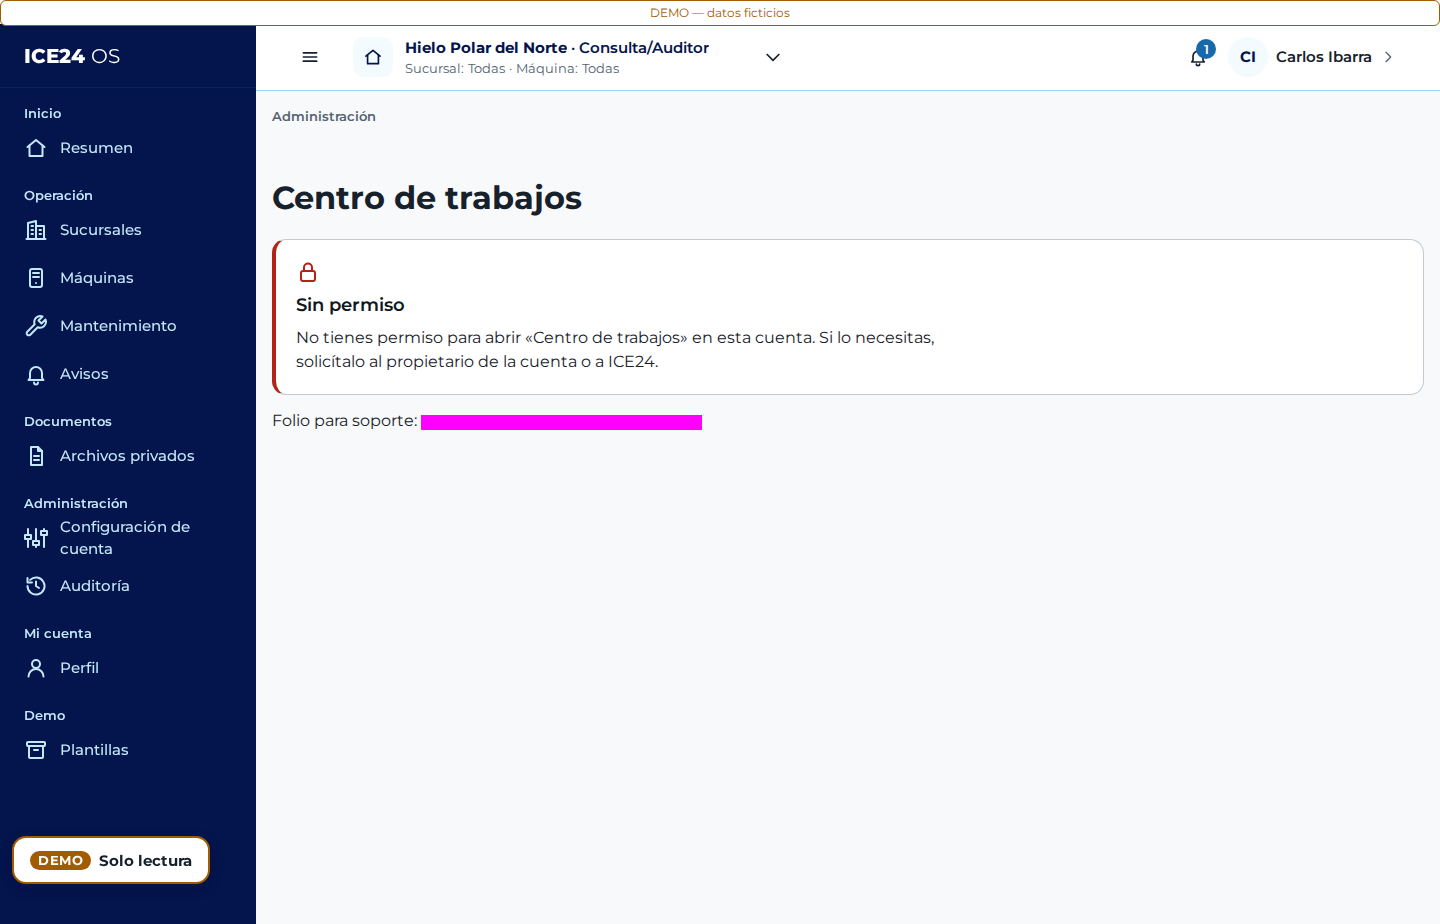 DEMO — datos ficticios
ICE24 OS
Hielo Polar del Norte · Consulta/Auditor
Sucursal: Todas · Máquina: Todas
1
CI
Carlos Ibarra
Inicio
Resumen
Operación
Sucursales
Máquinas
Mantenimiento
Avisos
Documentos
Archivos privados
Administración
Configuración de
cuenta
Auditoría
Mi cuenta
Perfil
Demo
Plantillas
DEMO Solo lectura
Administración
Centro de trabajos
Sin permiso
No tienes permiso para abrir «Centro de trabajos» en esta cuenta. Si lo necesitas,
solicítalo al propietario de la cuenta o a ICE24.
Folio para soporte: